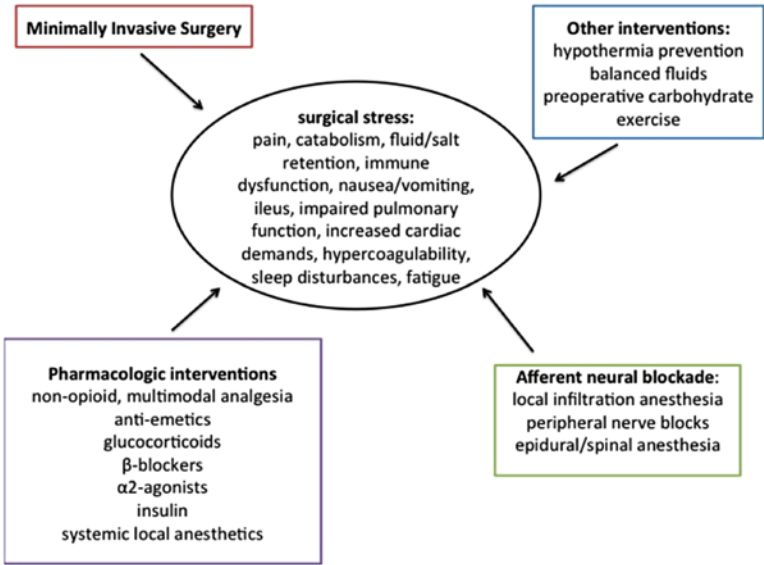 Minimally Invasive Surgery
Other interventions:
hypothermia prevention
balanced fluids
preoperative carbohydrate
exercise
surgical stress:
pain, catabolism, fluid/salt
retention, immune
dysfunction, nausea/vomiting,
ileus, impaired pulmonary
function, increased cardiac
demands, hypercoagulability,
sleep disturbances, fatigue
Pharmacologic interventions
non-opioid, multimodal analgesia
anti-emetics
glucocorticoids
β-blockers
α2-agonists
insulin
systemic local anesthetics
Afferent neural blockade:
local infiltration anesthesia
peripheral nerve blocks
epidural/spinal anesthesia